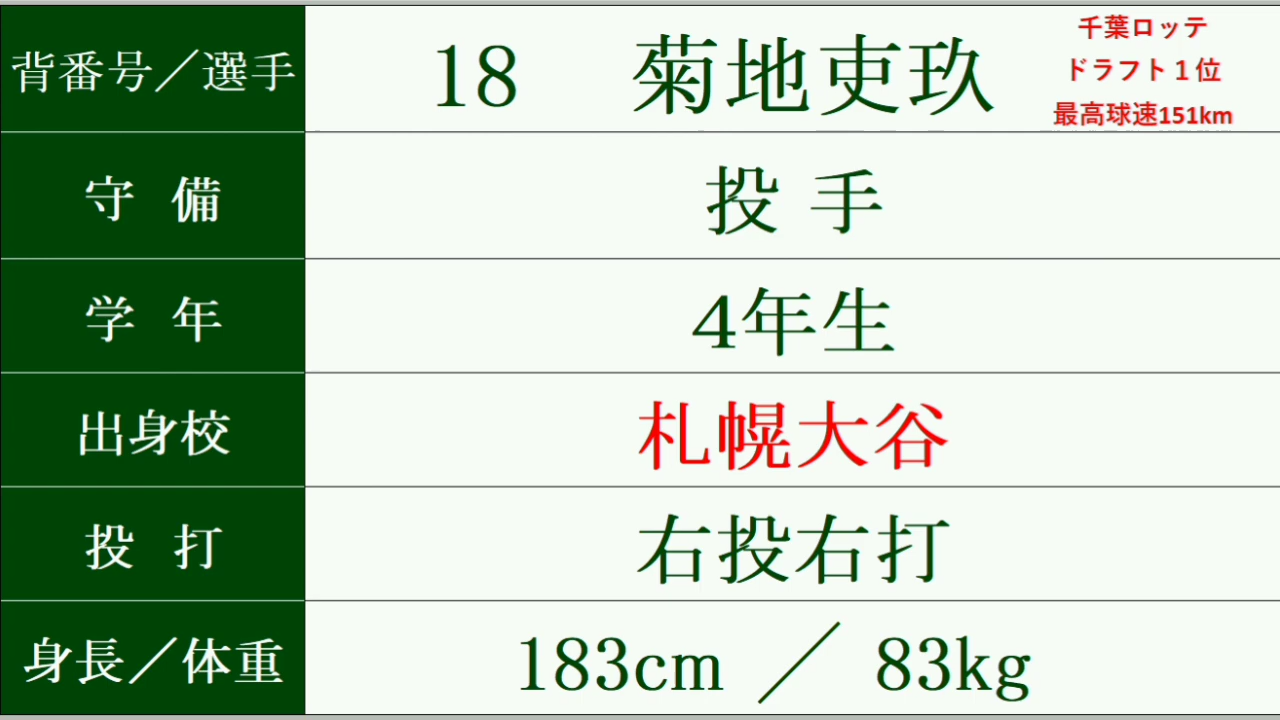 背番号／選手
18 菊地吏玖
千葉ロッテ
ドラフト１位
最高球速151km
守 備
投 手
学 年
4年生
出身校
札幌大谷
投 打
右投右打
身長／体重
183cm ／ 83kg